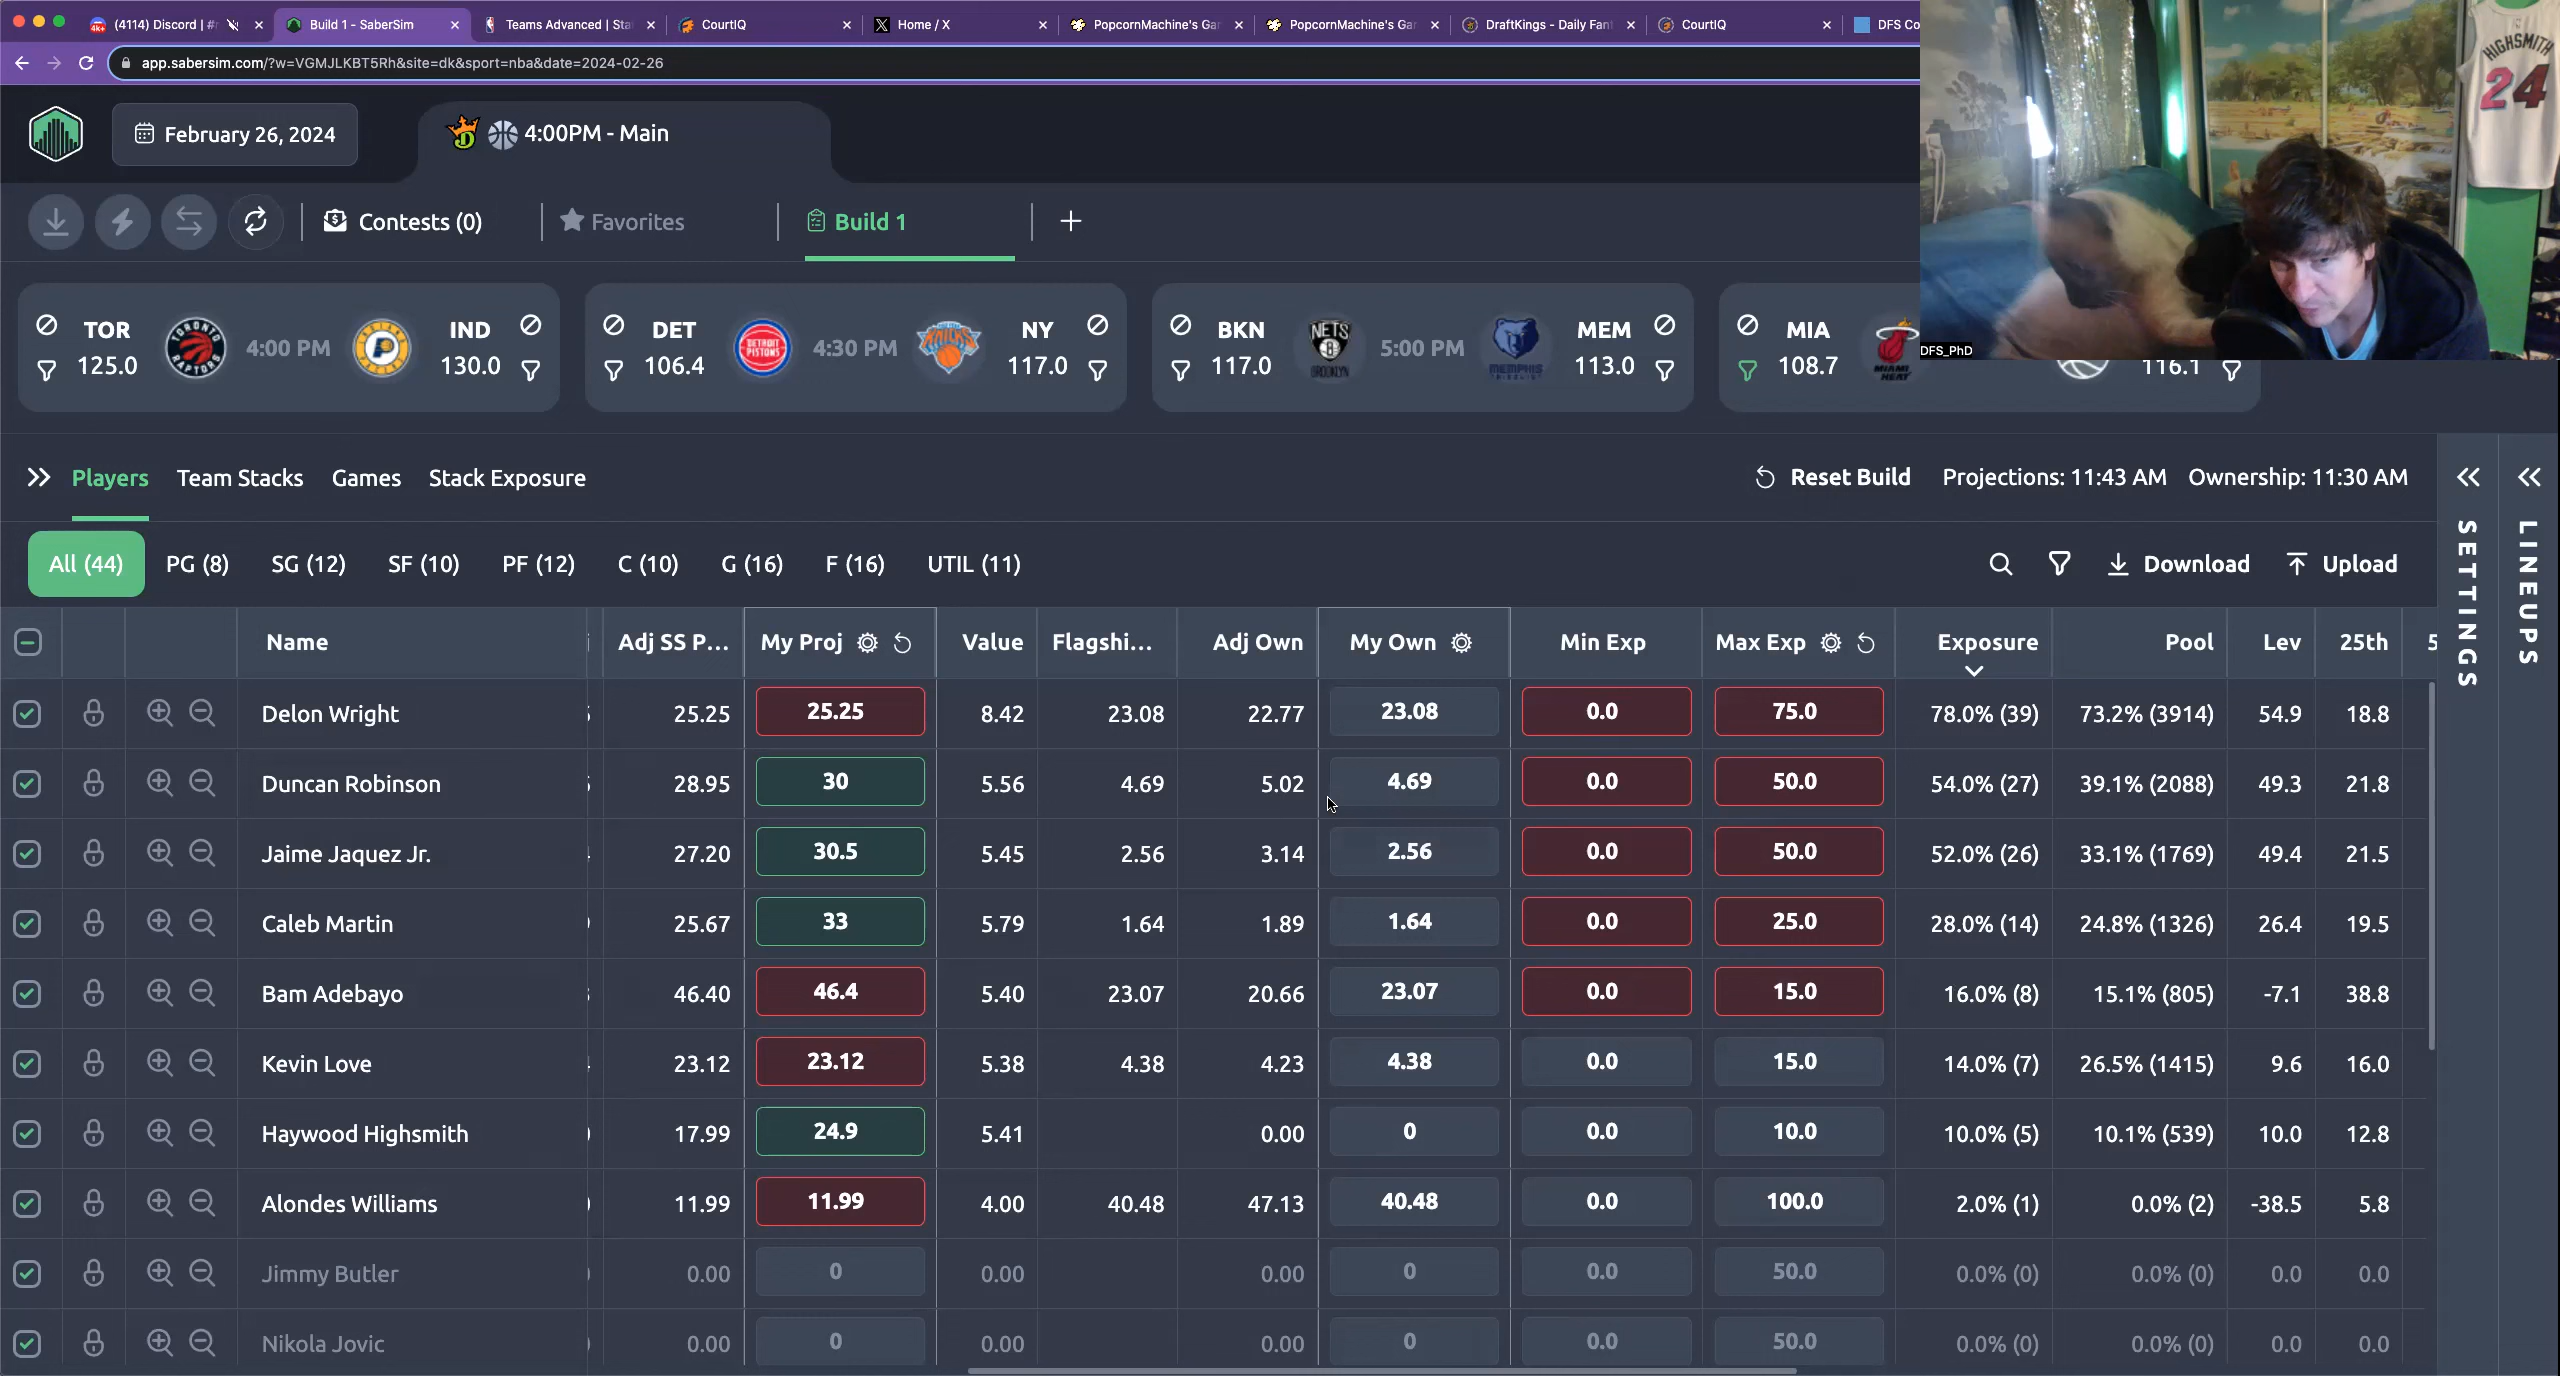 (4114) Discord | #r
Build 1 - SaberSim
Teams Advanced | Sta
CourtIQ
Home / X
PopcornMachine's Ga
PopcornMachine's Ga
DraftKings - Daily Fant
CourtIQ
DFS Co
app.sabersim.com/?w=VGMJLKBT5Rh&site=dk&sport=nba&date=2024-02-26
HIGHSMITH
24
February 26, 2024
4:00PM - Main
Contests (0)
Favorites
Build 1
DFS_PhD
TOR 4:00 PM IND
125.0 130.0
DET 4:30 PM NY
106.4 117.0
BKN 5:00 PM MEM
117.0 113.0
MIA
108.7 116.1
Players Team Stacks Games Stack Exposure
Reset Build Projections: 11:43 AM Ownership: 11:30 AM
SETTINGS
LINEUPS
All (44) PG (8) SG (12) SF (10) PF (12) C (10) G (16) F (16) UTIL (11)
Download Upload
Name Adj SS P... My Proj Value Flagshi... Adj Own My Own Min Exp Max Exp Exposure Pool Lev 25th 5
Delon Wright 25.25 25.25 8.42 23.08 22.77 23.08 0.0 75.0 78.0% (39) 73.2% (3914) 54.9 18.8
Duncan Robinson 28.95 30 5.56 4.69 5.02 4.69 0.0 50.0 54.0% (27) 39.1% (2088) 49.3 21.8
Jaime Jaquez Jr. 27.20 30.5 5.45 2.56 3.14 2.56 0.0 50.0 52.0% (26) 33.1% (1769) 49.4 21.5
Caleb Martin 25.67 33 5.79 1.64 1.89 1.64 0.0 25.0 28.0% (14) 24.8% (1326) 26.4 19.5
Bam Adebayo 46.40 46.4 5.40 23.07 20.66 23.07 0.0 15.0 16.0% (8) 15.1% (805) -7.1 38.8
Kevin Love 23.12 23.12 5.38 4.38 4.23 4.38 0.0 15.0 14.0% (7) 26.5% (1415) 9.6 16.0
Haywood Highsmith 17.99 24.9 5.41 0.00 0 0.0 10.0 10.0% (5) 10.1% (539) 10.0 12.8
Alondes Williams 11.99 11.99 4.00 40.48 47.13 40.48 0.0 100.0 2.0% (1) 0.0% (2) -38.5 5.8
Jimmy Butler 0.00 0 0.00 0.00 0 0.0 50.0 0.0% (0) 0.0% (0) 0.0 0.0
Nikola Jovic 0.00 0 0.00 0.00 0 0.0 50.0 0.0% (0) 0.0% (0) 0.0 0.0